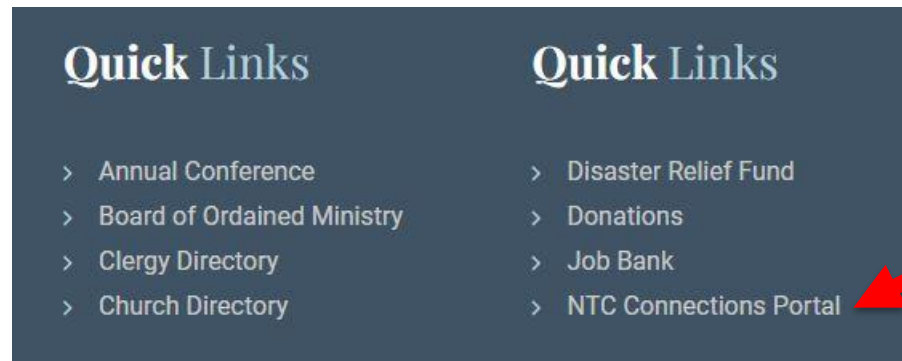 Quick Links
Annual Conference
Board of Ordained Ministry
Clergy Directory
Church Directory
Quick Links
Disaster Relief Fund
Donations
Job Bank
NTC Connections Portal